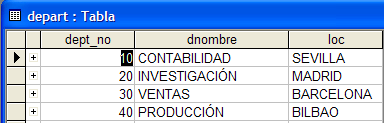 depart : Tabla
dept_no dnombre loc
10 CONTABILIDAD SEVILLA
20 INVESTIGACIÓN MADRID
30 VENTAS BARCELONA
40 PRODUCCIÓN BILBAO